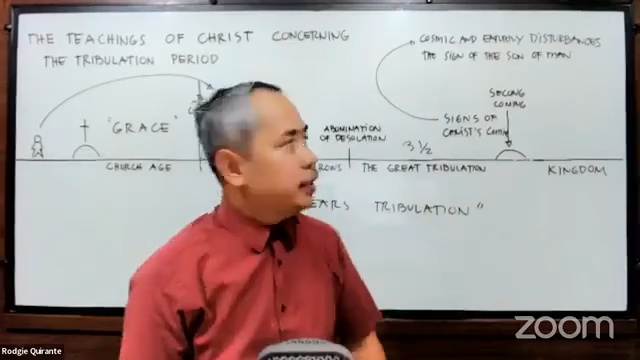 THE TEACHINGS OF CHRIST CONCERNING
THE TRIBULATION PERIOD
COSMIC AND EARTHLY DISTURBANCES
THE SIGN OF THE SON OF MAN
SECOND
COMING
SIGNS OF
CHRIST'S
"GRACE"
ABOMINATION
OF DESOLATION
3 1/2
CHURCH AGE
ROWS
THE GREAT TRIBULATION
KINGDOM
EARS TRIBULATION"
zoom
Rodgie Quirante